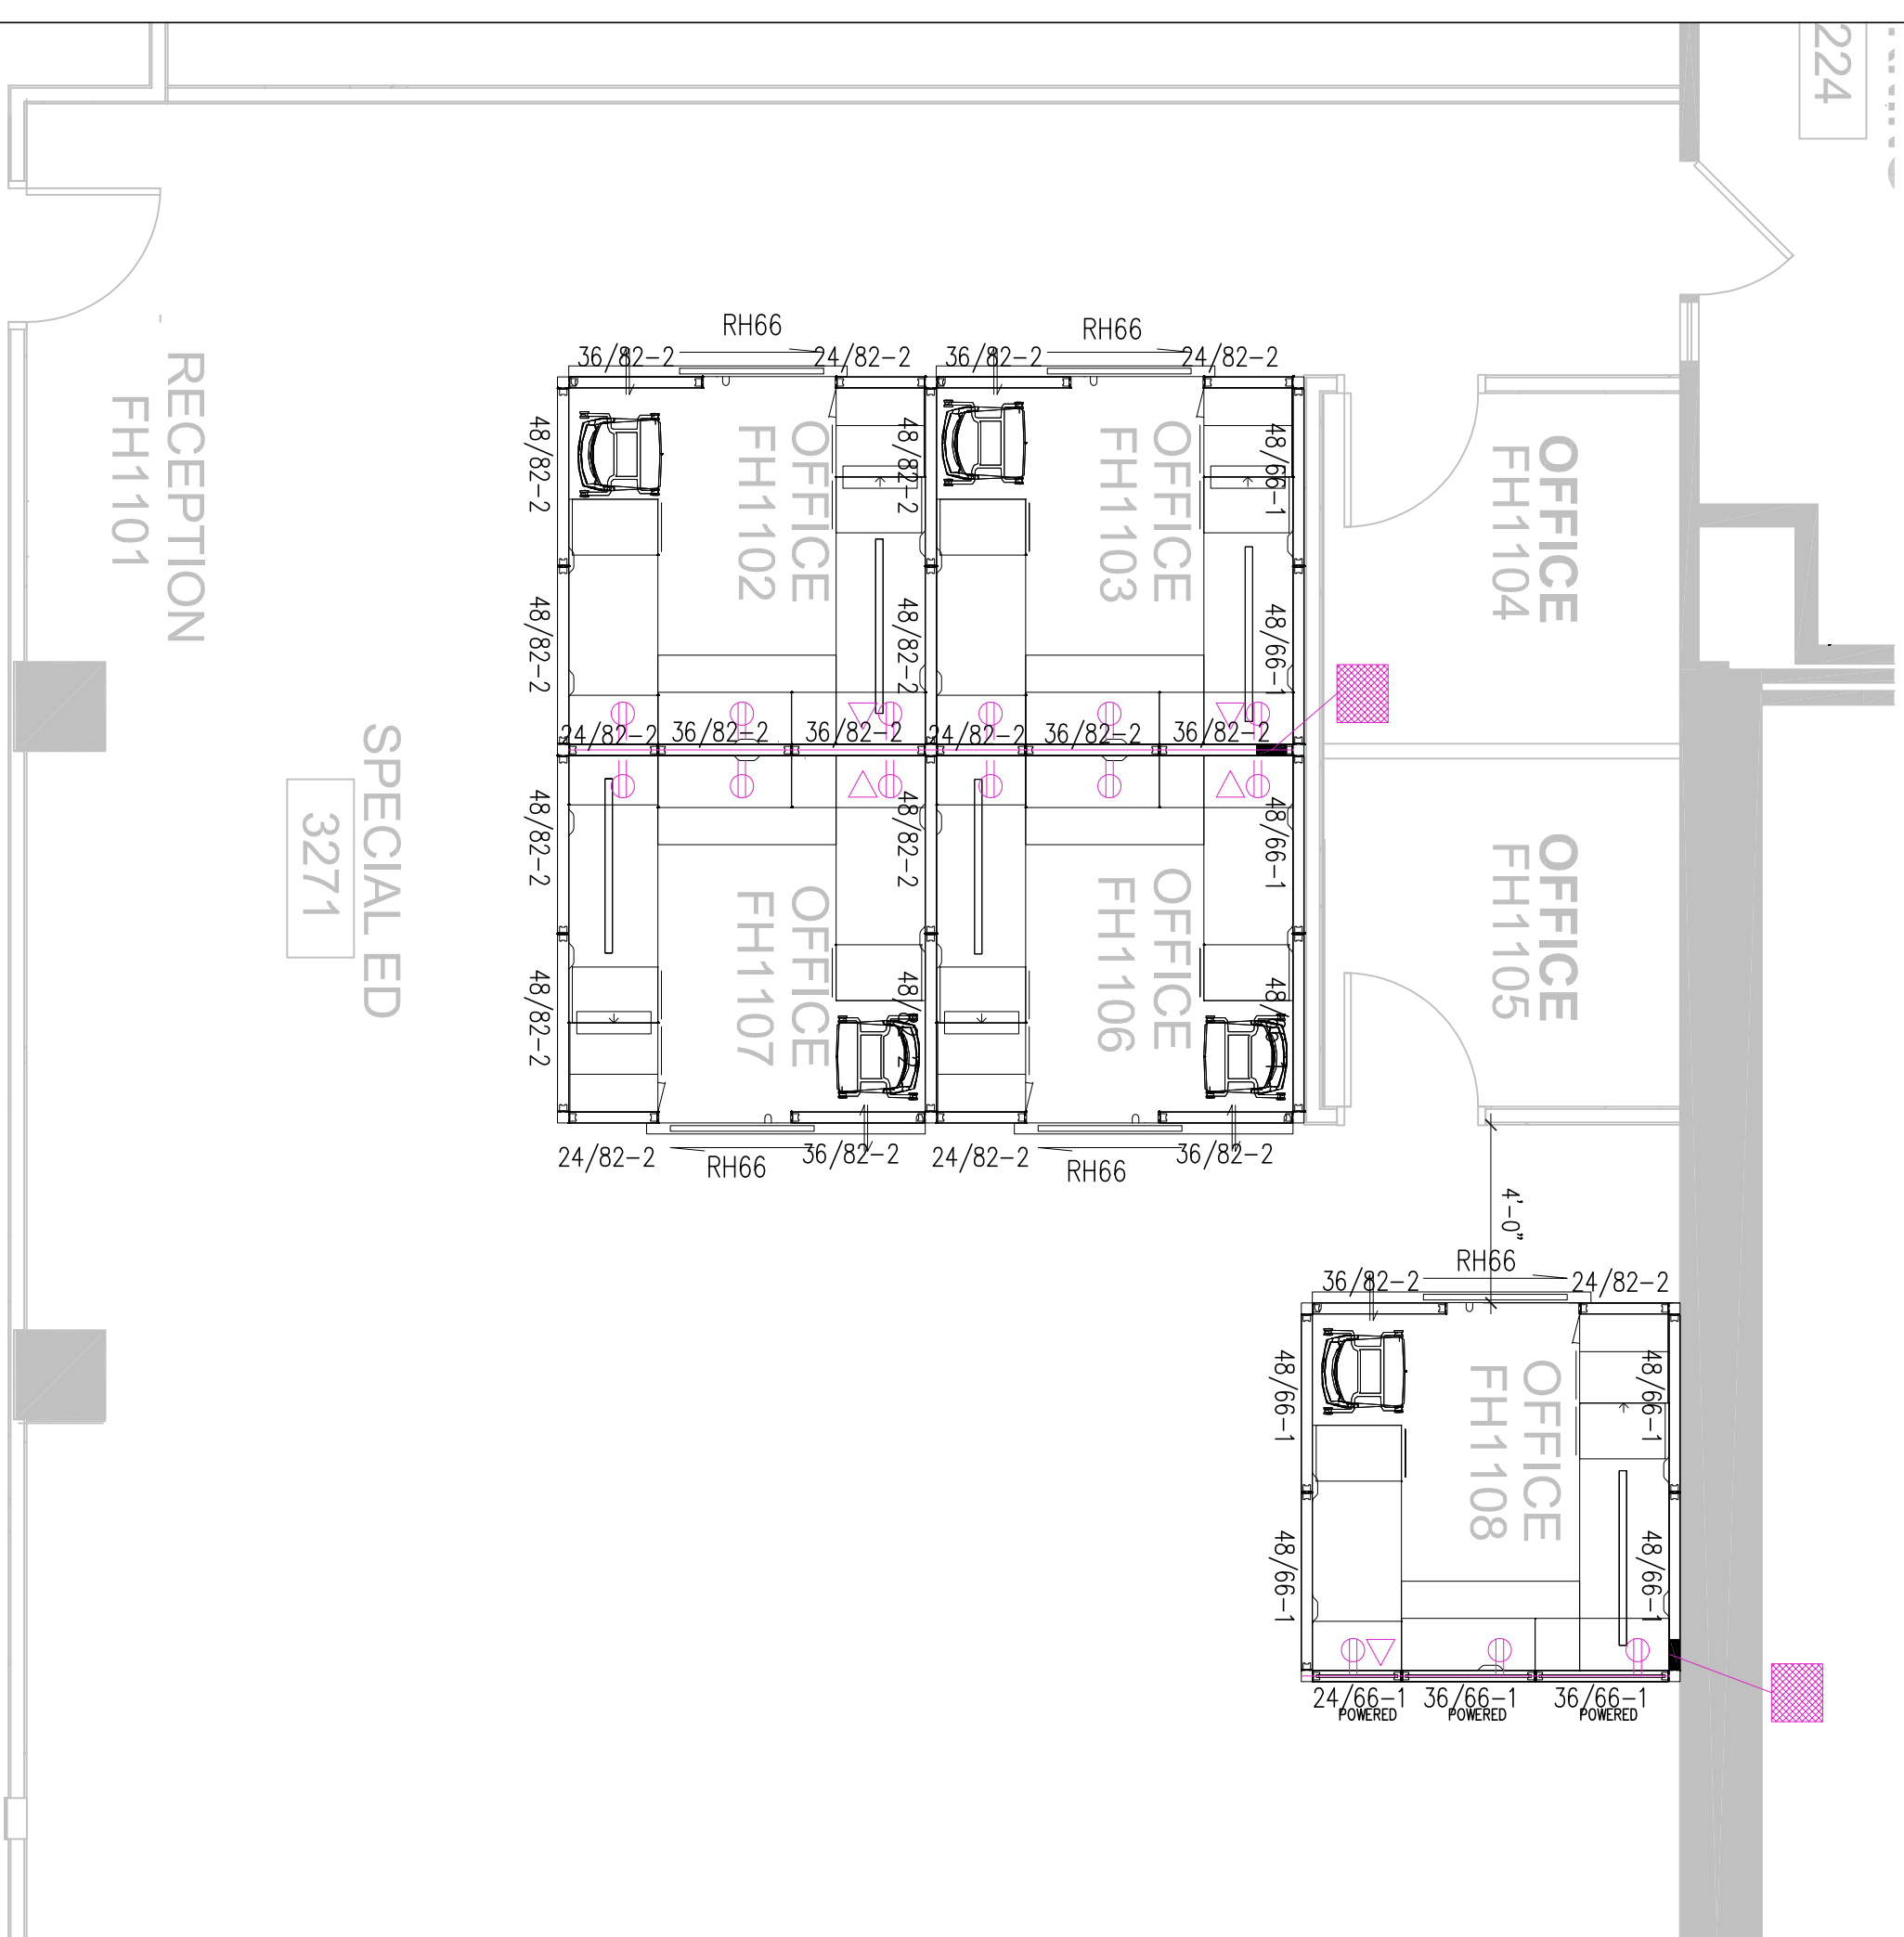 224
RH66
RH66
36/82-2
24/82-2
36/82-2
24/82-2
RECEPTION
FH1101
48/82-2
OFFICE
FH1102
48/82-2
OFFICE
FH1103
48/66-1
OFFICE
FH1104
48/82-2
48/82-2
48/66-1
24/82-2
36/82-2
36/82-2
24/82-2
36/82-2
36/82-2
SPECIAL ED
3271
48/82-2
48/82-2
48/66-1
OFFICE
FH1105
48/82-2
OFFICE
FH1107
OFFICE
FH1106
24/82-2
RH66
36/82-2
24/82-2
RH66
36/82-2
4'-0"
RH66
36/82-2
24/82-2
48/66-1
OFFICE
FH1108
48/66-1
48/66-1
48/66-1
24/66-1
POWERED
36/66-1
POWERED
36/66-1
POWERED